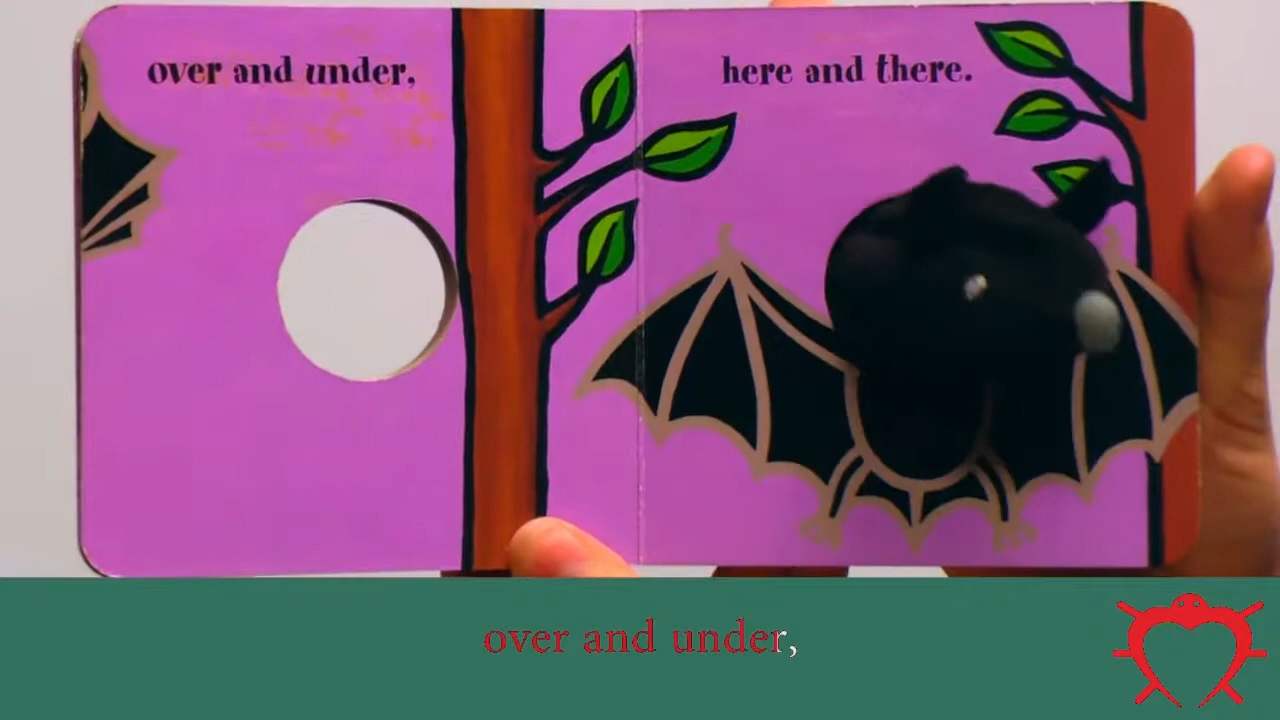 over and under,
here and there.
over and under,